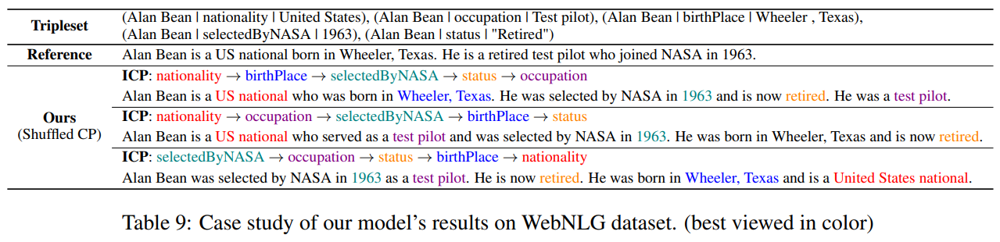 Tripleset
(Alan Bean | nationality | United States), (Alan Bean | occupation | Test pilot), (Alan Bean | birthPlace | Wheeler , Texas),
(Alan Bean | selectedByNASA | 1963), (Alan Bean | status | "Retired")
Reference
Alan Bean is a US national born in Wheeler, Texas. He is a retired test pilot who joined NASA in 1963.
Ours
(Shuffled CP)
ICP: nationality → birthPlace → selectedByNASA → status → occupation
Alan Bean is a US national who was born in Wheeler, Texas. He was selected by NASA in 1963 and is now retired. He was a test pilot.
ICP: nationality → occupation → selectedByNASA → birthPlace → status
Alan Bean is a US national who served as a test pilot and was selected by NASA in 1963. He was born in Wheeler, Texas and is now retired.
ICP: selectedByNASA → occupation → status → birthPlace → nationality
Alan Bean was selected by NASA in 1963 as a test pilot. He is now retired. He was born in Wheeler, Texas and is a United States national.
Table 9: Case study of our model's results on WebNLG dataset. (best viewed in color)